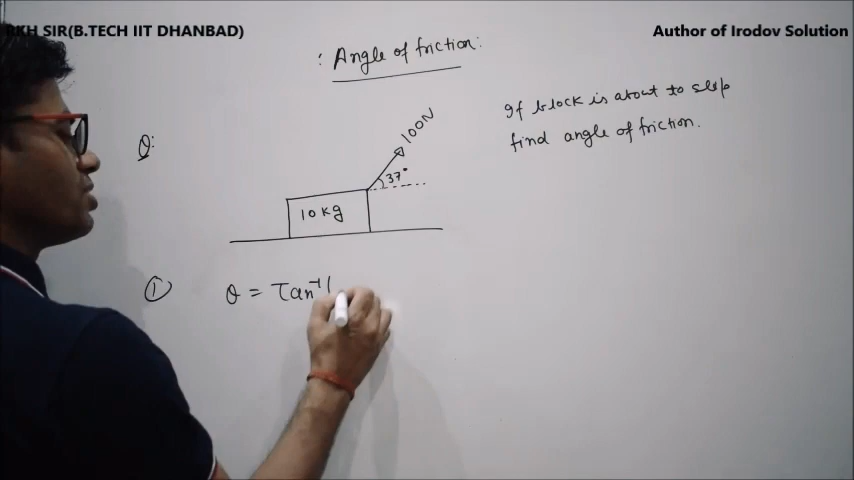 RKH SIR(B.TECH IIT DHANBAD)
Author of Irodov Solution
: Angle of friction:
Q:
100N
37°
10 kg
If block is about to slip
find angle of friction.
① θ = Tan⁻¹(